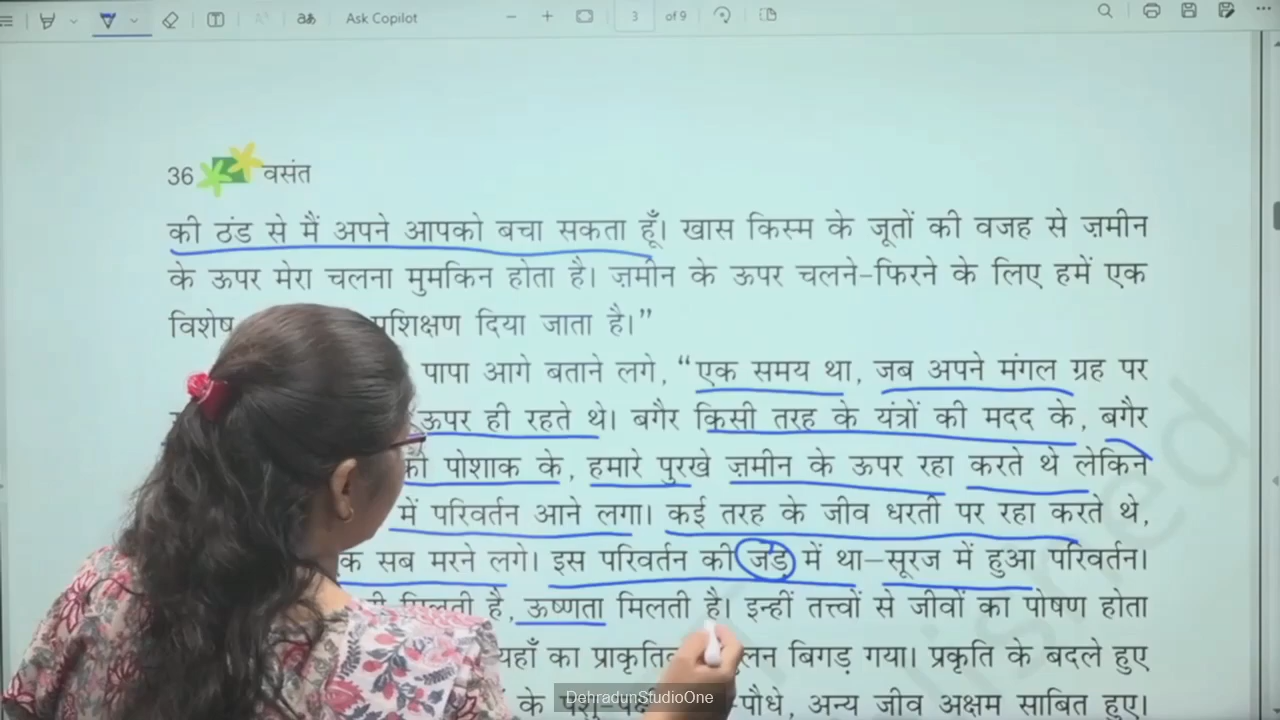 Ask Copilot
3 of 9
36 वसंत
की ठंड से मैं अपने आपको बचा सकता हूँ। खास किस्म के जूतों की वजह से ज़मीन
के ऊपर मेरा चलना मुमकिन होता है। ज़मीन के ऊपर चलने-फिरने के लिए हमें एक
विशेष प्रशिक्षण दिया जाता है।”
पापा आगे बताने लगे, “एक समय था, जब अपने मंगल ग्रह पर
ऊपर ही रहते थे। बगैर किसी तरह के यंत्रों की मदद के, बगैर
की पोशाक के, हमारे पुरखे ज़मीन के ऊपर रहा करते थे लेकिन
में परिवर्तन आने लगा। कई तरह के जीव धरती पर रहा करते थे,
सब मरने लगे। इस परिवर्तन की जड़ में था–सूरज में हुआ परिवर्तन।
मिलती है, ऊष्णता मिलती है। इन्हीं तत्त्वों से जीवों का पोषण होता
यहाँ का बिगड़ गया। प्रकृति के बदले हुए
के अन्य जीव अक्षम साबित हुए।
DehradunStudioOne